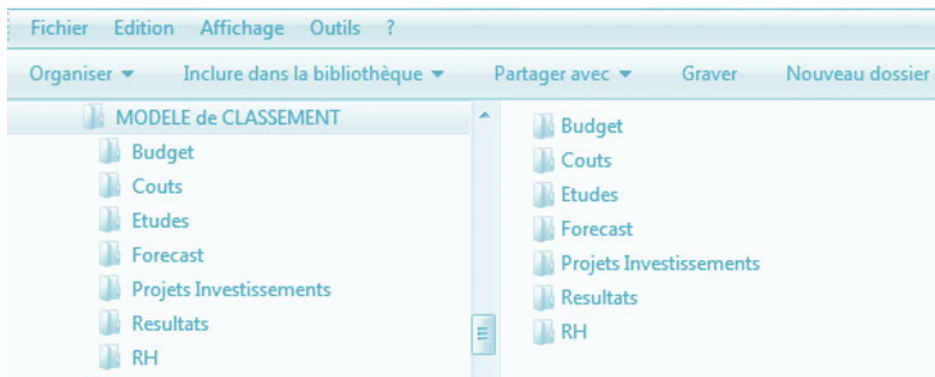 Fichier Edition Affichage Outils ?
Organiser Inclure dans la bibliothèque Partager avec Graver Nouveau dossier
MODELE de CLASSEMENT
Budget
Couts
Etudes
Forecast
Projets Investissements
Resultats
RH
Budget
Couts
Etudes
Forecast
Projets Investissements
Resultats
RH